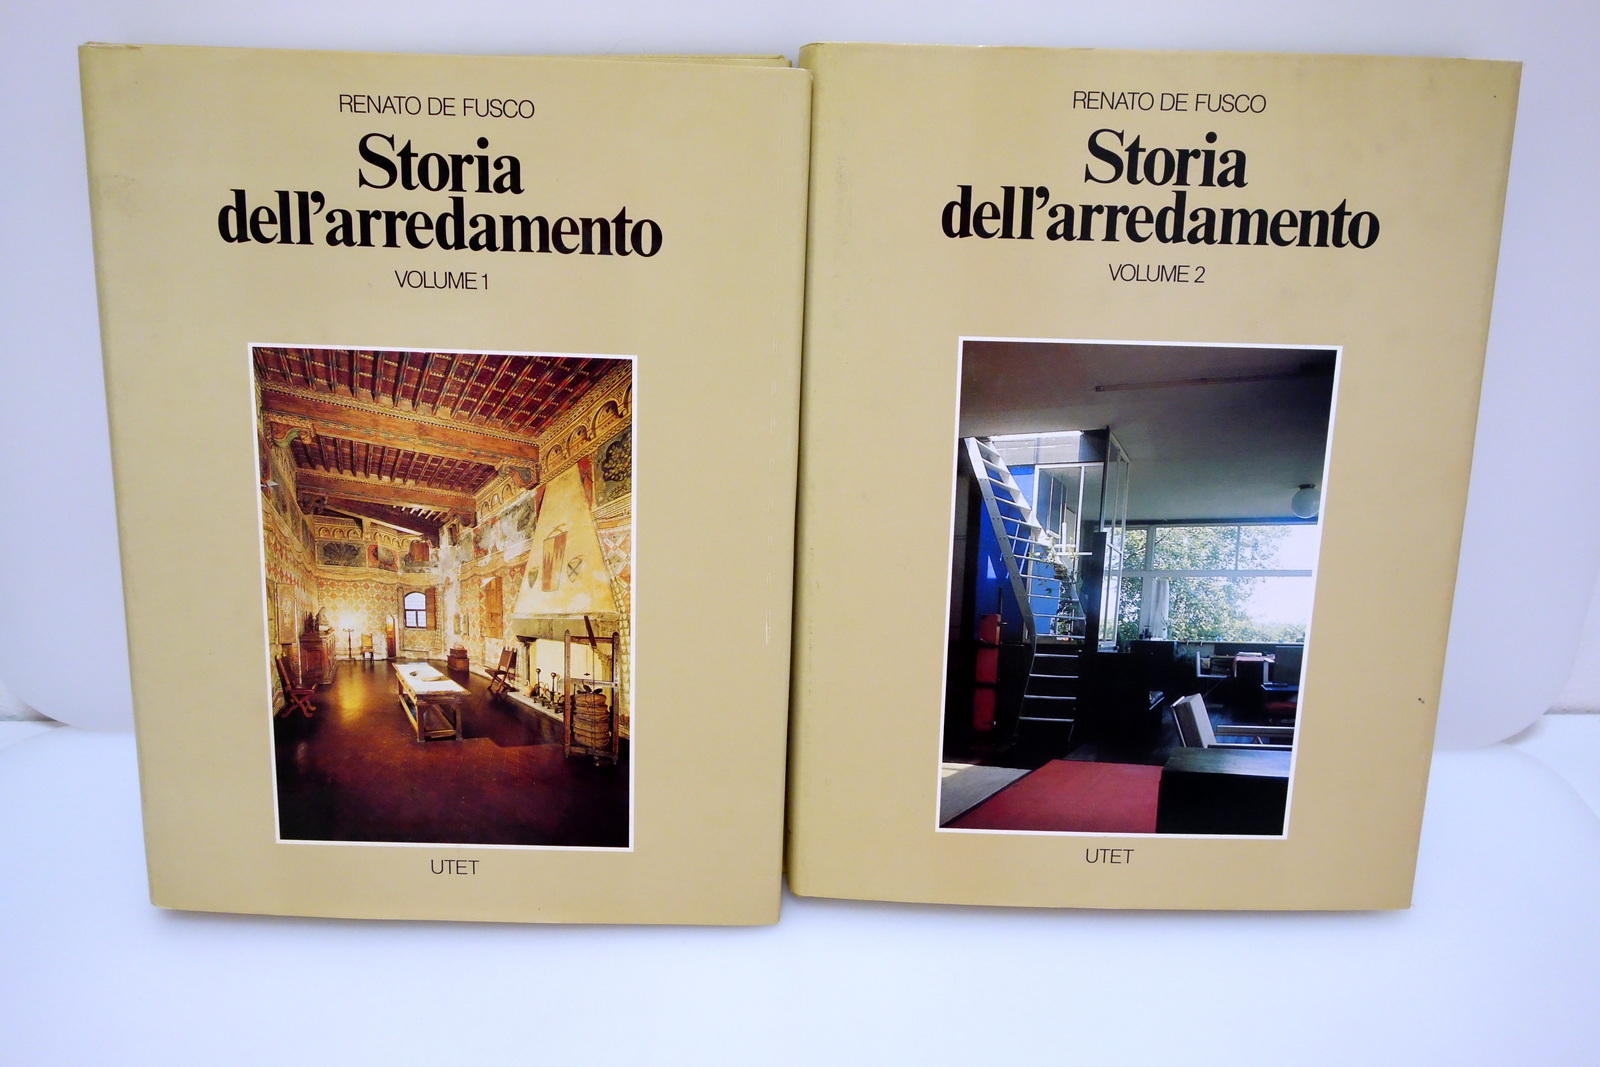 RENATO DE FUSCO
Storia
dell'arredamento
VOLUME 1
UTET
RENATO DE FUSCO
Storia
dell'arredamento
VOLUME 2
UTET